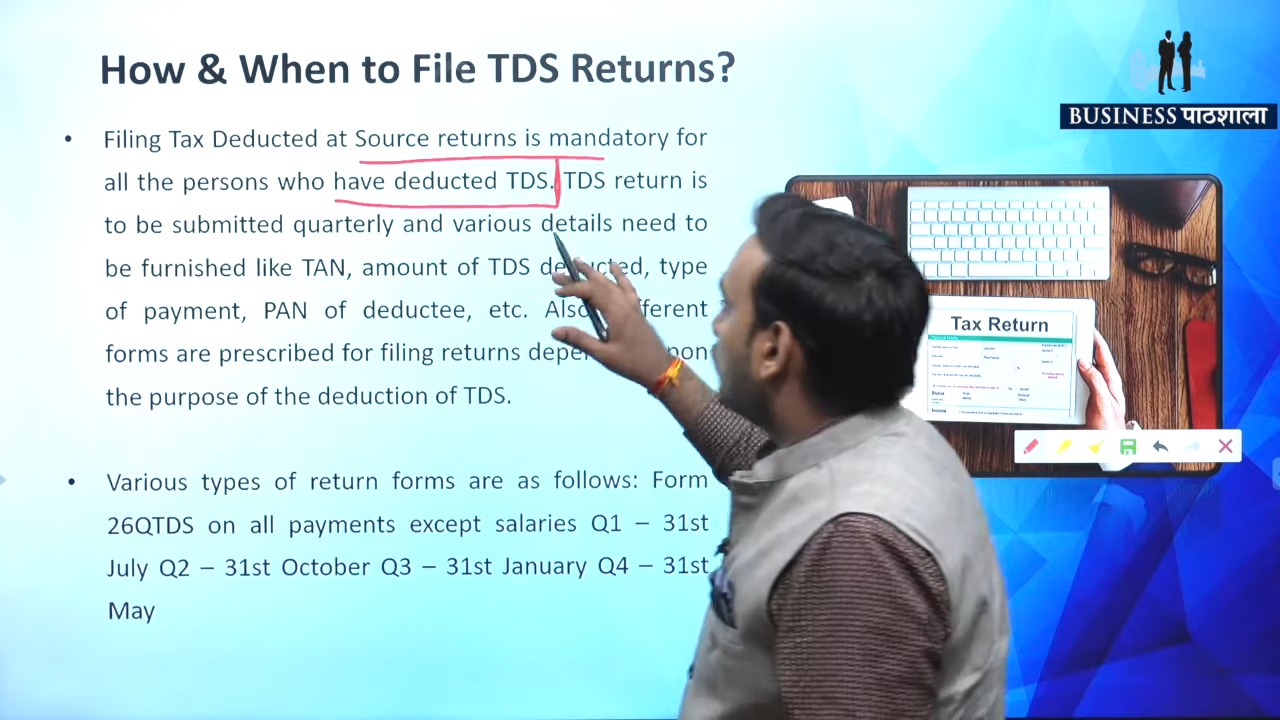 How & When to File TDS Returns?
BUSINESS पाठशाला
• Filing Tax Deducted at Source returns is mandatory for
all the persons who have deducted TDS. TDS return is
to be submitted quarterly and various details need to
be furnished like TAN, amount of TDS deducted, type
of payment, PAN of deductee, etc. Also
forms are prescribed for filing returns
the purpose of the deduction of TDS.
• Various types of return forms are as follows: Form
26QTDS on all payments except salaries Q1 – 31st
July Q2 – 31st October Q3 – 31st January Q4 – 31st
May
Tax Return